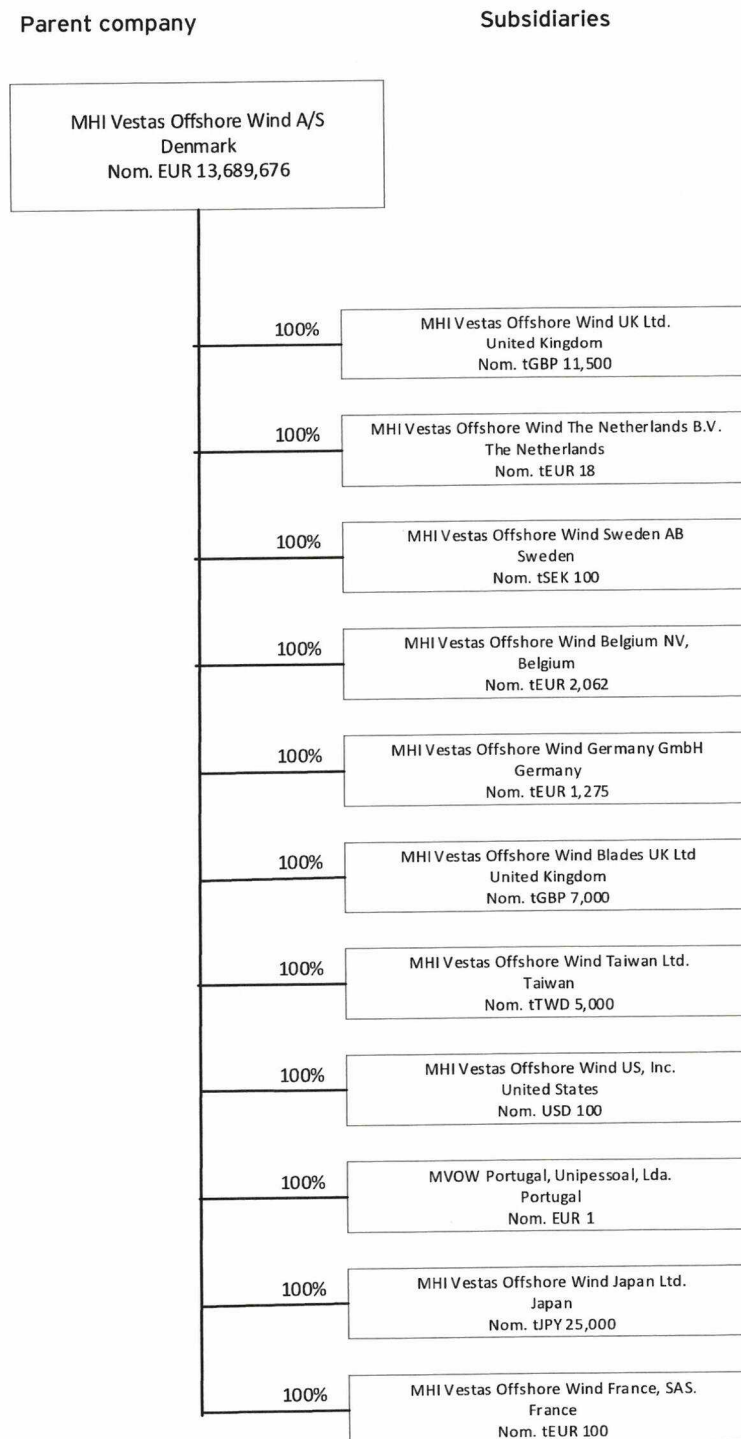 Parent company
Subsidiaries
MHI Vestas Offshore Wind A/S
Denmark
Nom. EUR 13,689,676
100%
MHI Vestas Offshore Wind UK Ltd.
United Kingdom
Nom. tGBP 11,500
100%
MHI Vestas Offshore Wind The Netherlands B.V.
The Netherlands
Nom. tEUR 18
100%
MHI Vestas Offshore Wind Sweden AB
Sweden
Nom. tSEK 100
100%
MHI Vestas Offshore Wind Belgium NV,
Belgium
Nom. tEUR 2,062
100%
MHI Vestas Offshore Wind Germany GmbH
Germany
Nom. tEUR 1,275
100%
MHI Vestas Offshore Wind Blades UK Ltd
United Kingdom
Nom. tGBP 7,000
100%
MHI Vestas Offshore Wind Taiwan Ltd.
Taiwan
Nom. tTWD 5,000
100%
MHI Vestas Offshore Wind US, Inc.
United States
Nom. USD 100
100%
MVOW Portugal, Unipessoal, Lda.
Portugal
Nom. EUR 1
100%
MHI Vestas Offshore Wind Japan Ltd.
Japan
Nom. tJPY 25,000
100%
MHI Vestas Offshore Wind France, SAS.
France
Nom. tEUR 100